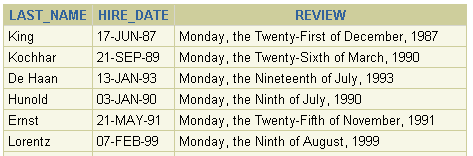 LAST_NAME HIRE_DATE REVIEW
King 17-JUN-87 Monday, the Twenty-First of December, 1987
Kochhar 21-SEP-89 Monday, the Twenty-Sixth of March, 1990
De Haan 13-JAN-93 Monday, the Nineteenth of July, 1993
Hunold 03-JAN-90 Monday, the Ninth of July, 1990
Ernst 21-MAY-91 Monday, the Twenty-Fifth of November, 1991
Lorentz 07-FEB-99 Monday, the Ninth of August, 1999